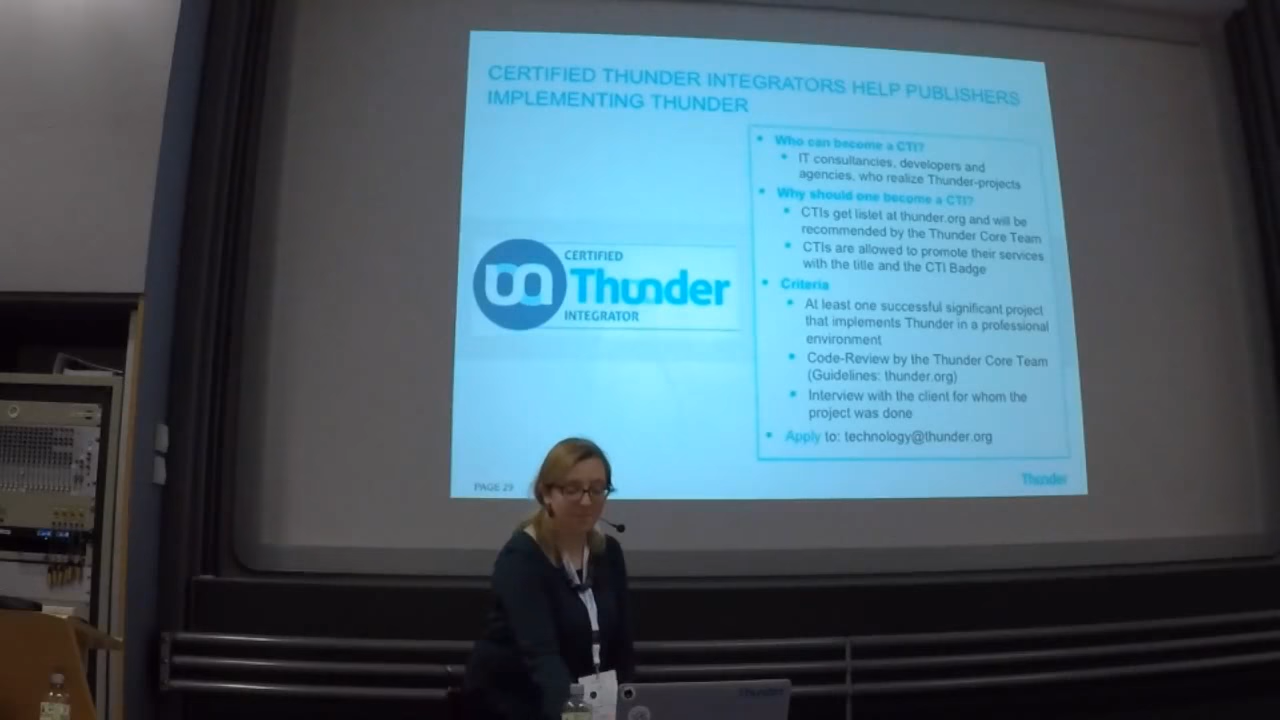 CERTIFIED THUNDER INTEGRATORS HELP PUBLISHERS
IMPLEMENTING THUNDER
CERTIFIED
Thunder
INTEGRATOR
Who can become a CTI?
IT consultancies, developers and
agencies, who realize Thunder-projects
Why should one become a CTI?
CTIs get listet at thunder.org and will be
recommended by the Thunder Core Team
CTIs are allowed to promote their services
with the title and the CTI Badge
Criteria
At least one successful significant project
that implements Thunder in a professional
environment
Code-Review by the Thunder Core Team
(Guidelines: thunder.org)
Interview with the client for whom the
project was done
Apply to: technology@thunder.org
PAGE 29
Thunder
Thunder